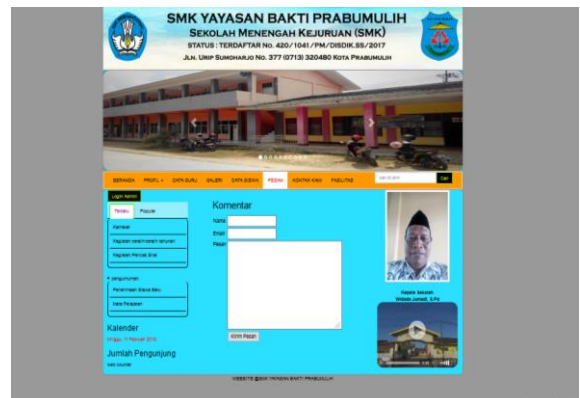 SMK YAYASAN BAKTI PRABUMULIH
SEKOLAH MENENGAH KEJURUAN (SMK)
STATUS : TERDAFTAR No. 420/1041/PM/DISDIK.SS/2017
JLN. URIP SUMOHARJO No. 377 (0713) 320480 KOTA PRABUMULIH
BERANDA PROFIL DATA GURU GALERI DATA SISWA PESAN KONTAK KAMI FASILITAS Cari
Login Admin
Terbaru Populer
Komentar
Nama
Email
Pesan
Kegiatan Pencak Silat
pengumuman
Penerimaan Siswa Baru
Mata Pelajaran
Kirim Pesan
Kepala Sekolah
Kalender
Jumlah Pengunjung
WEBSITE @SMK YAYASAN BAKTI PRABUMULIH